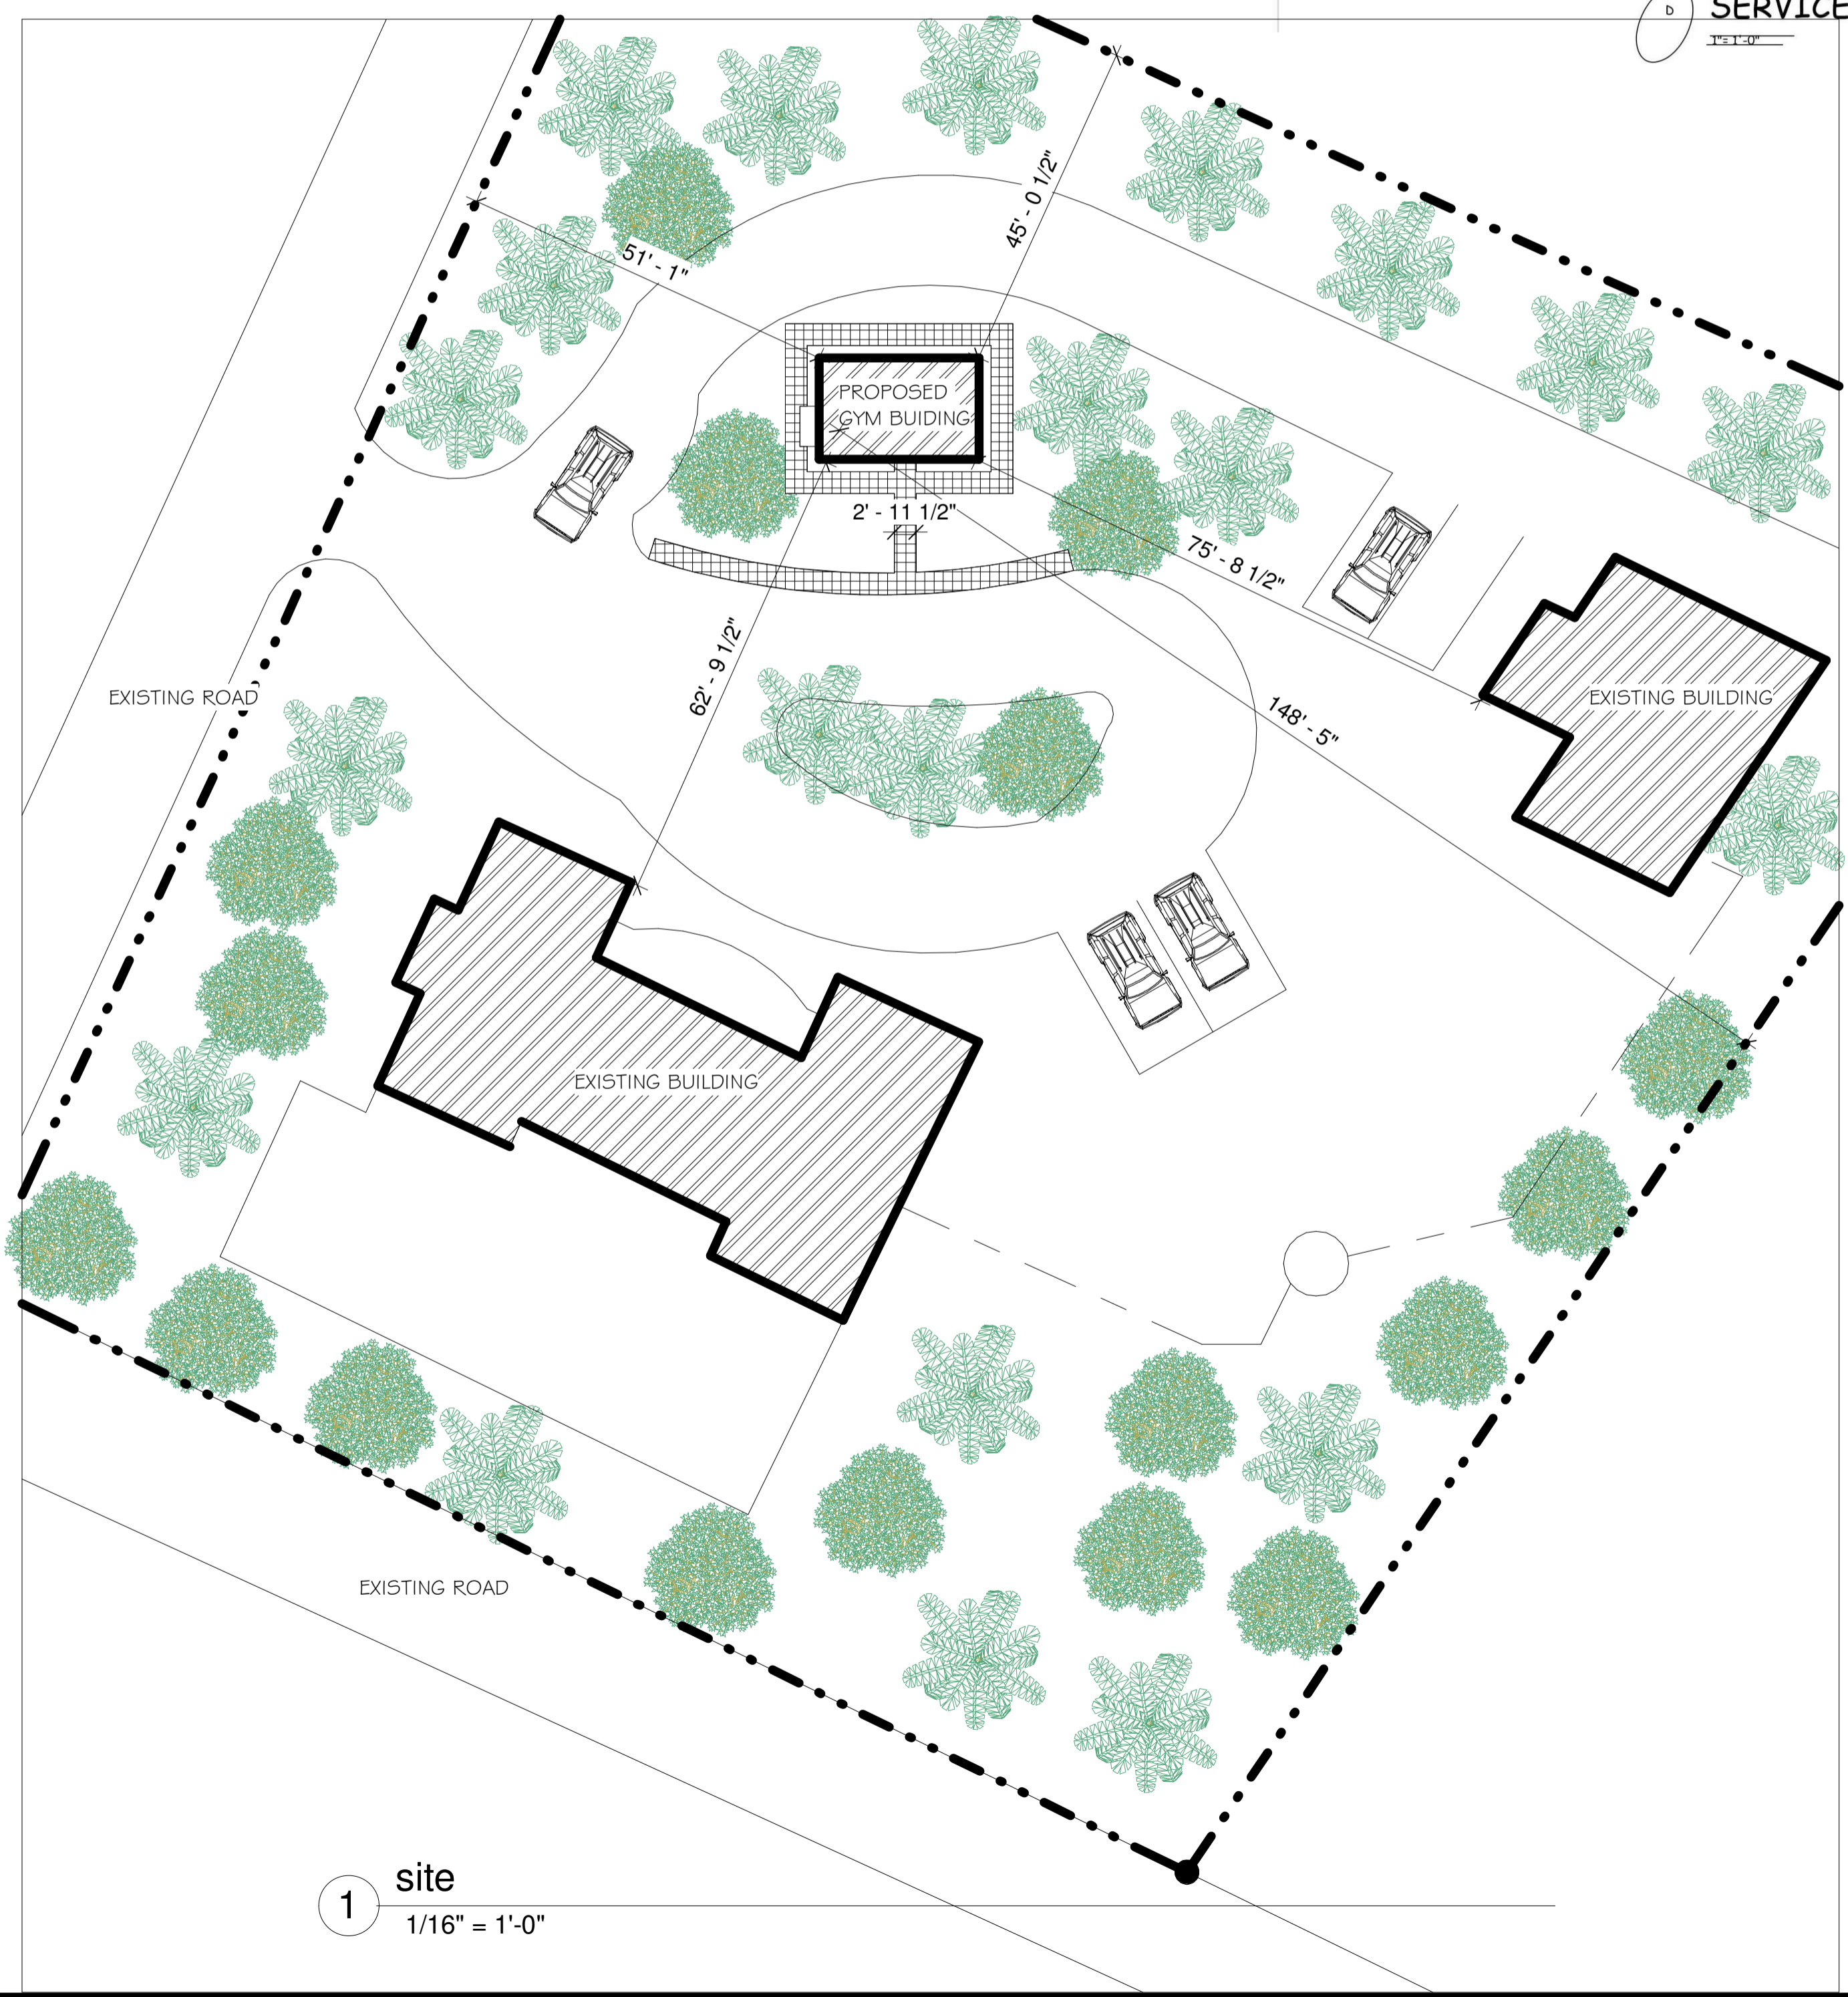 D
SERVICE
1"= 1'-0"
45' - 0 1/2"
51' - 1"
PROPOSED
GYM BUIDING
2' - 11 1/2"
75' - 8 1/2"
62' - 9 1/2"
EXISTING ROAD
148' - 5"
EXISTING BUILDING
EXISTING BUILDING
EXISTING ROAD
1
site
1/16" = 1'-0"